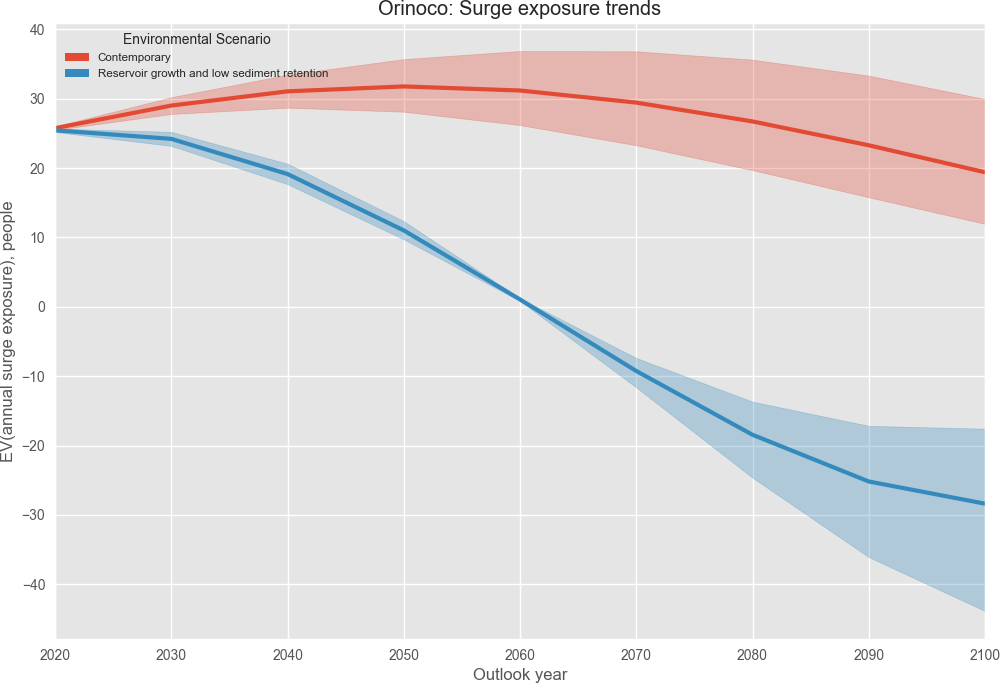 Orinoco: Surge exposure trends
Environmental Scenario
Contemporary
Reservoir growth and low sediment retention
EV(annual surge exposure), people
40
30
20
10
0
−10
−20
−30
−40
2020 2030 2040 2050 2060 2070 2080 2090 2100
Outlook year